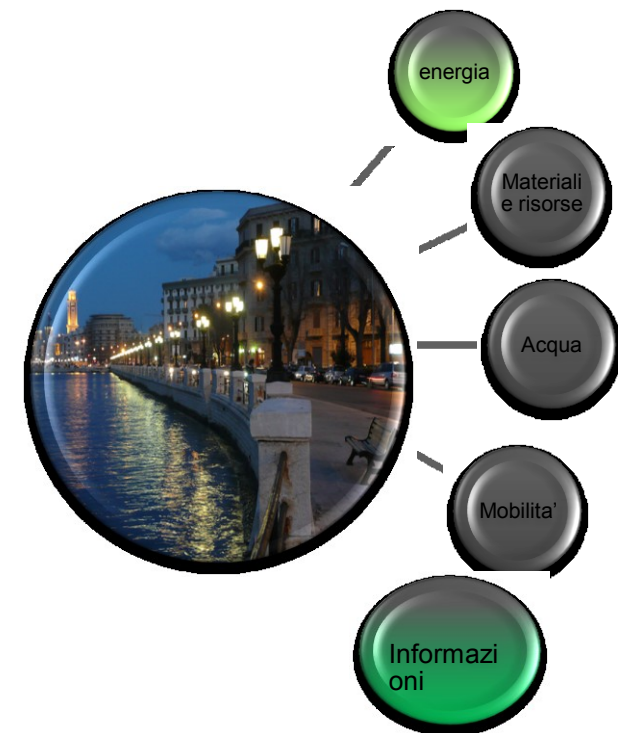 energia
Materiali
e risorse
Acqua
Mobilita’
Informazi
oni